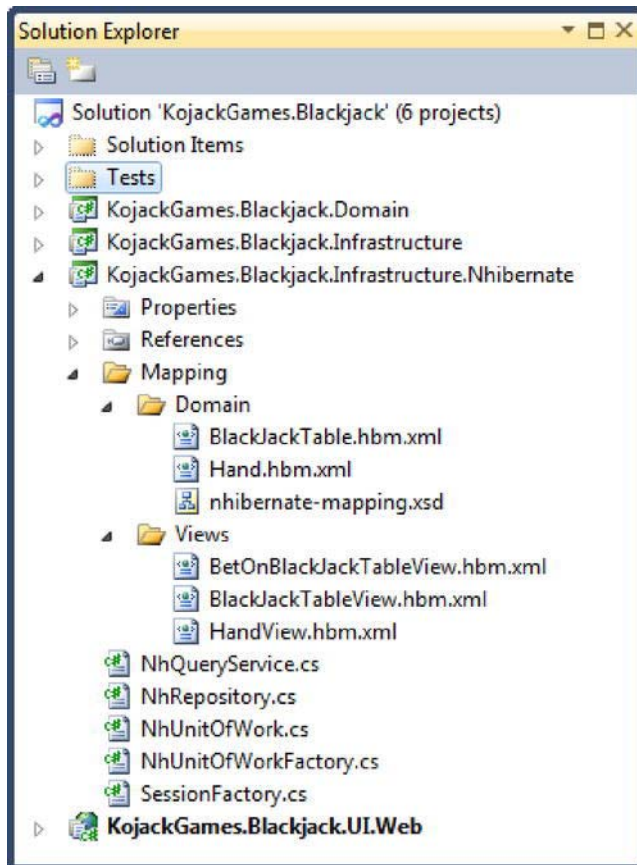 Solution Explorer
Solution 'KojackGames.Blackjack' (6 projects)
Solution Items
Tests
KojackGames.Blackjack.Domain
KojackGames.Blackjack.Infrastructure
KojackGames.Blackjack.Infrastructure.Nhibernate
Properties
References
Mapping
Domain
BlackJackTable.hbm.xml
Hand.hbm.xml
nhibernate-mapping.xsd
Views
BetOnBlackJackTableView.hbm.xml
BlackJackTableView.hbm.xml
HandView.hbm.xml
NhQueryService.cs
NhRepository.cs
NhUnitOfWork.cs
NhUnitOfWorkFactory.cs
SessionFactory.cs
KojackGames.Blackjack.UI.Web